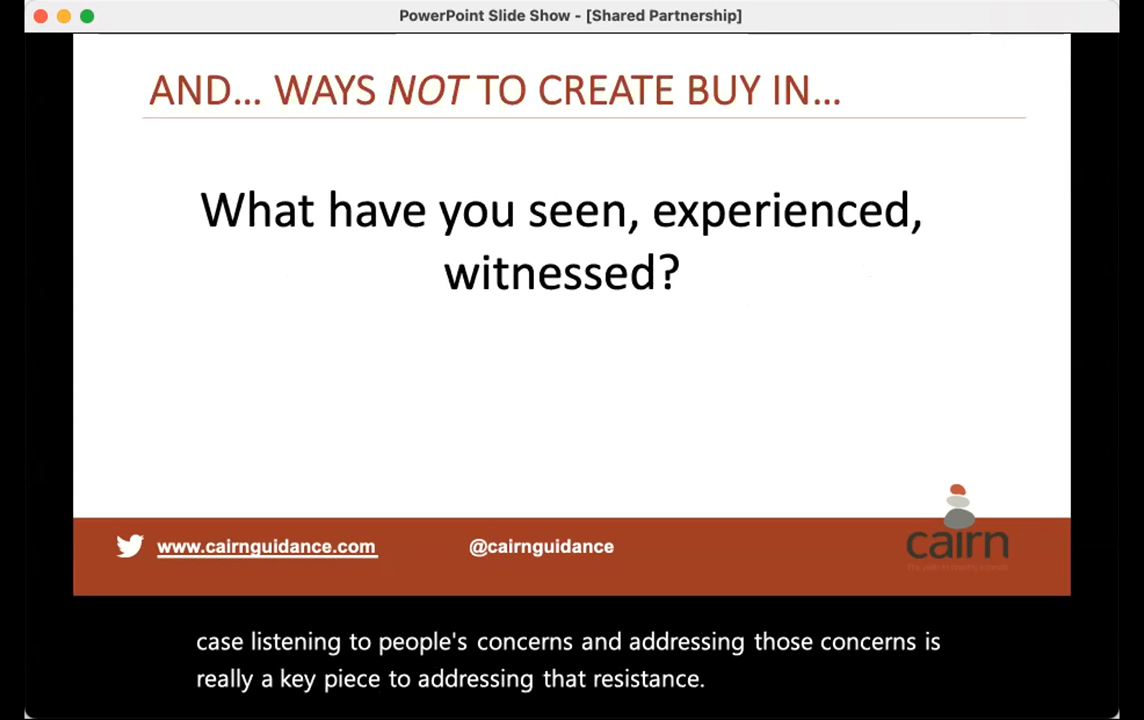 PowerPoint Slide Show - [Shared Partnership]
AND... WAYS NOT TO CREATE BUY IN...
What have you seen, experienced,
witnessed?
www.cairnguidance.com @cairnguidance
cairn
case listening to people's concerns and addressing those concerns is
really a key piece to addressing that resistance.